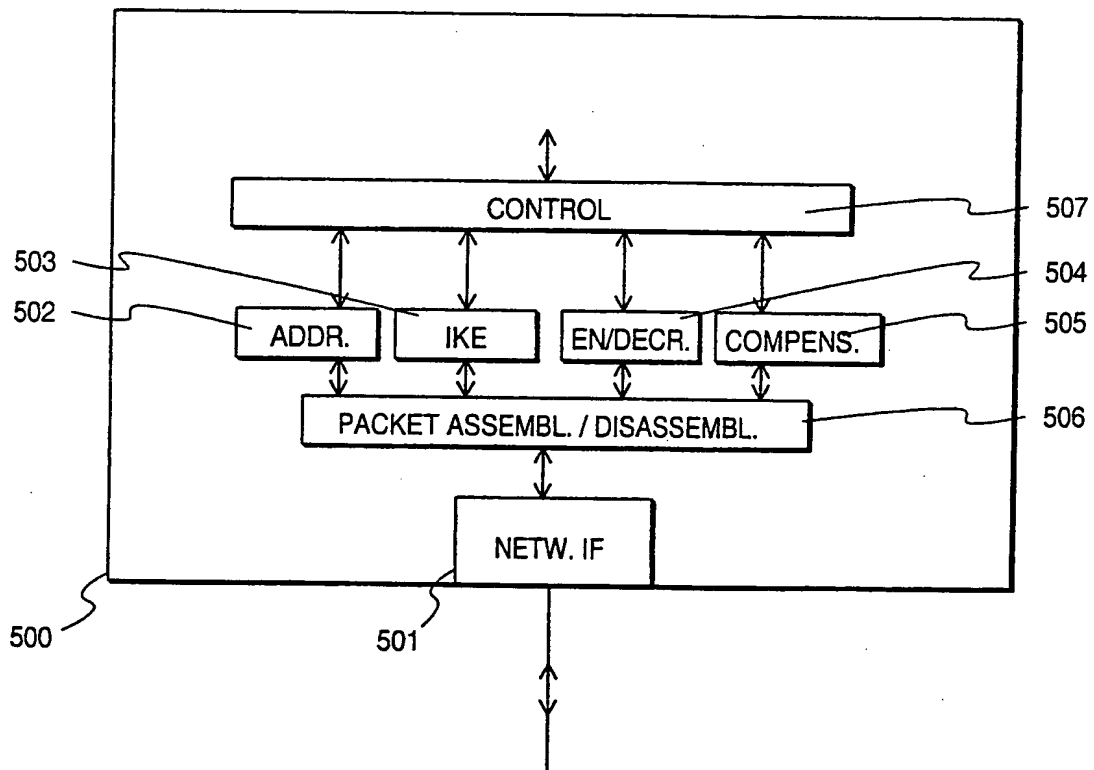 CONTROL
507
503
504
502
ADDR.
IKE
EN/DECR.
COMPENS.
505
PACKET ASSEMBL. / DISASSEMBL.
506
NETW. IF
500
501